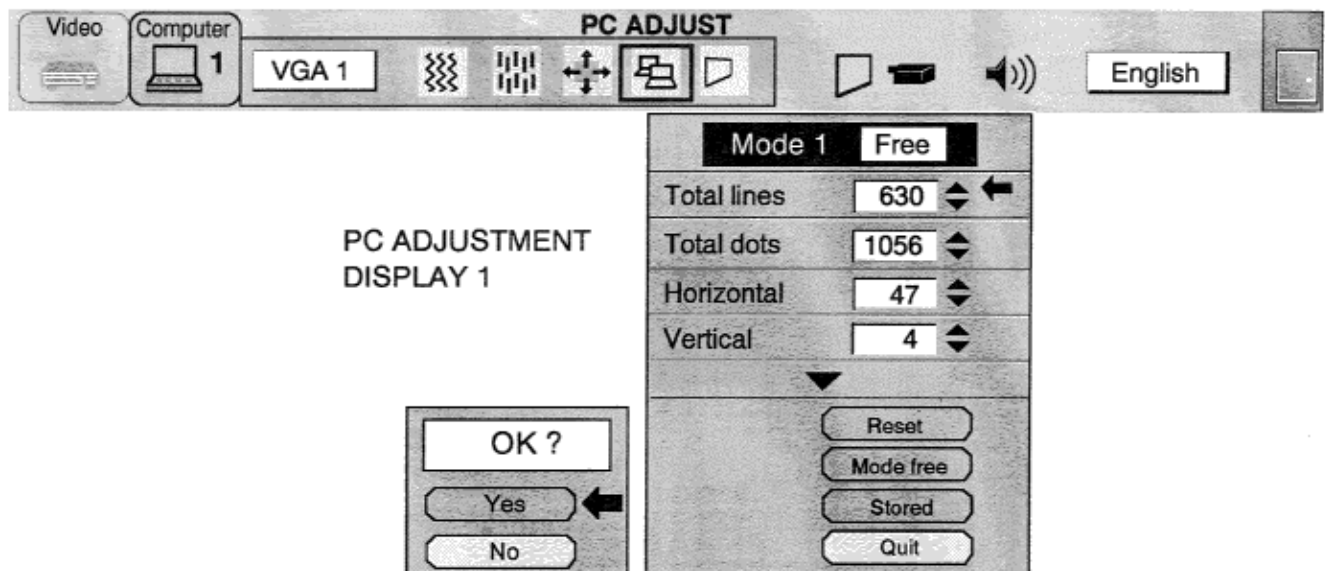 PC ADJUST
Video
Computer
1
VGA 1
English
Mode 1 Free
Total lines 630
Total dots 1056
Horizontal 47
Vertical 4
PC ADJUSTMENT
DISPLAY 1
Reset
Mode free
Stored
Quit
OK ?
Yes
No